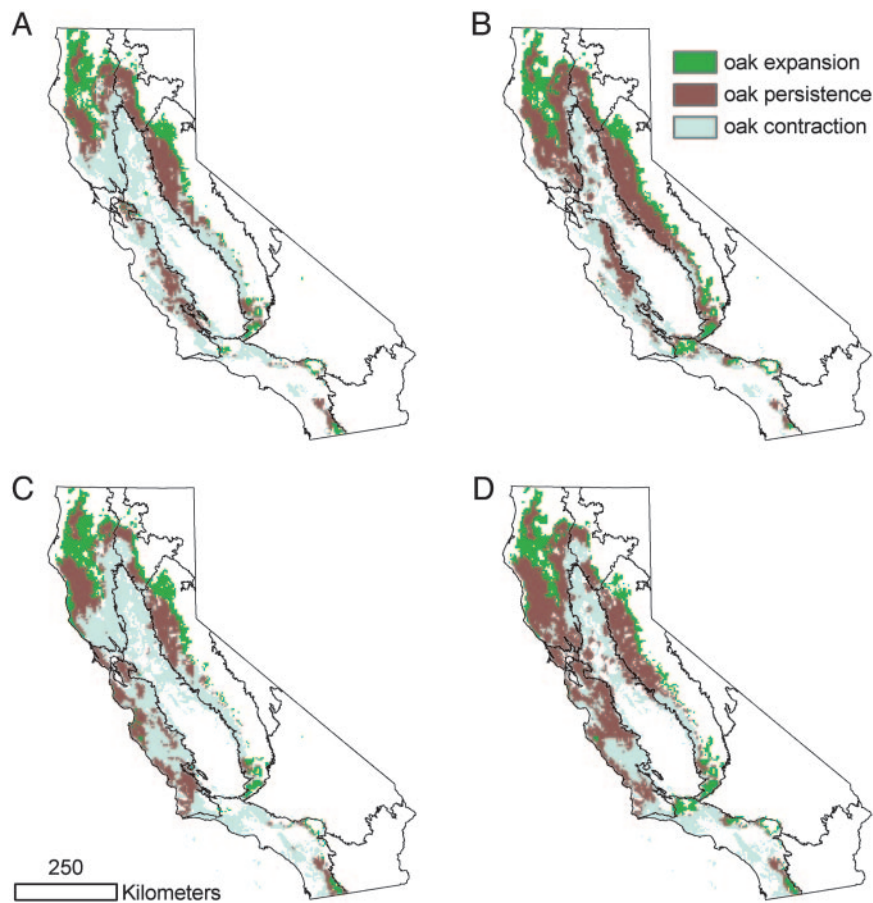 A
B
oak expansion
oak persistence
oak contraction
C
D
250
Kilometers